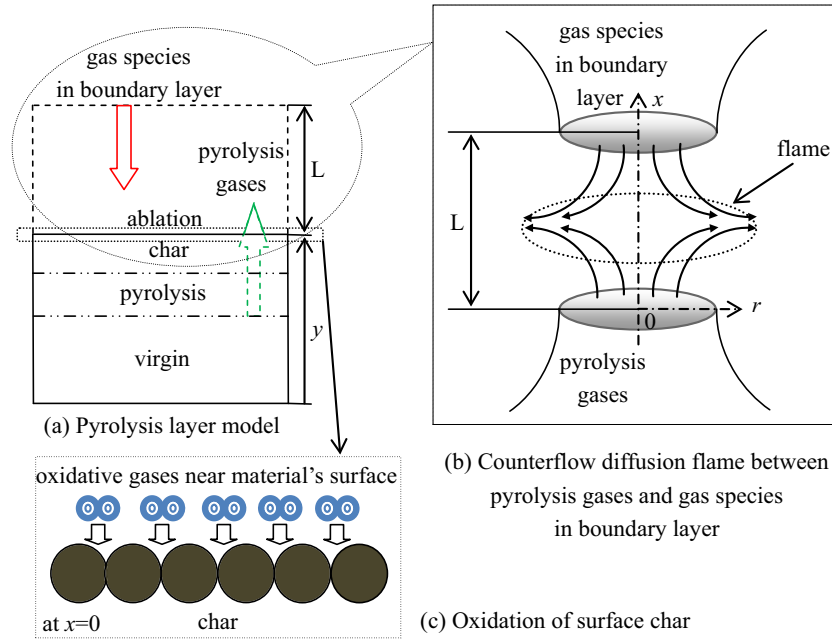 gas species
in boundary layer
pyrolysis
gases
L
ablation
char
pyrolysis
y
virgin
(a) Pyrolysis layer model
gas species
in boundary
layer
x
flame
L
0
r
pyrolysis
gases
(b) Counterflow diffusion flame between
pyrolysis gases and gas species
in boundary layer
oxidative gases near material's surface
O O O O O O O O O O
at x=0
char
(c) Oxidation of surface char